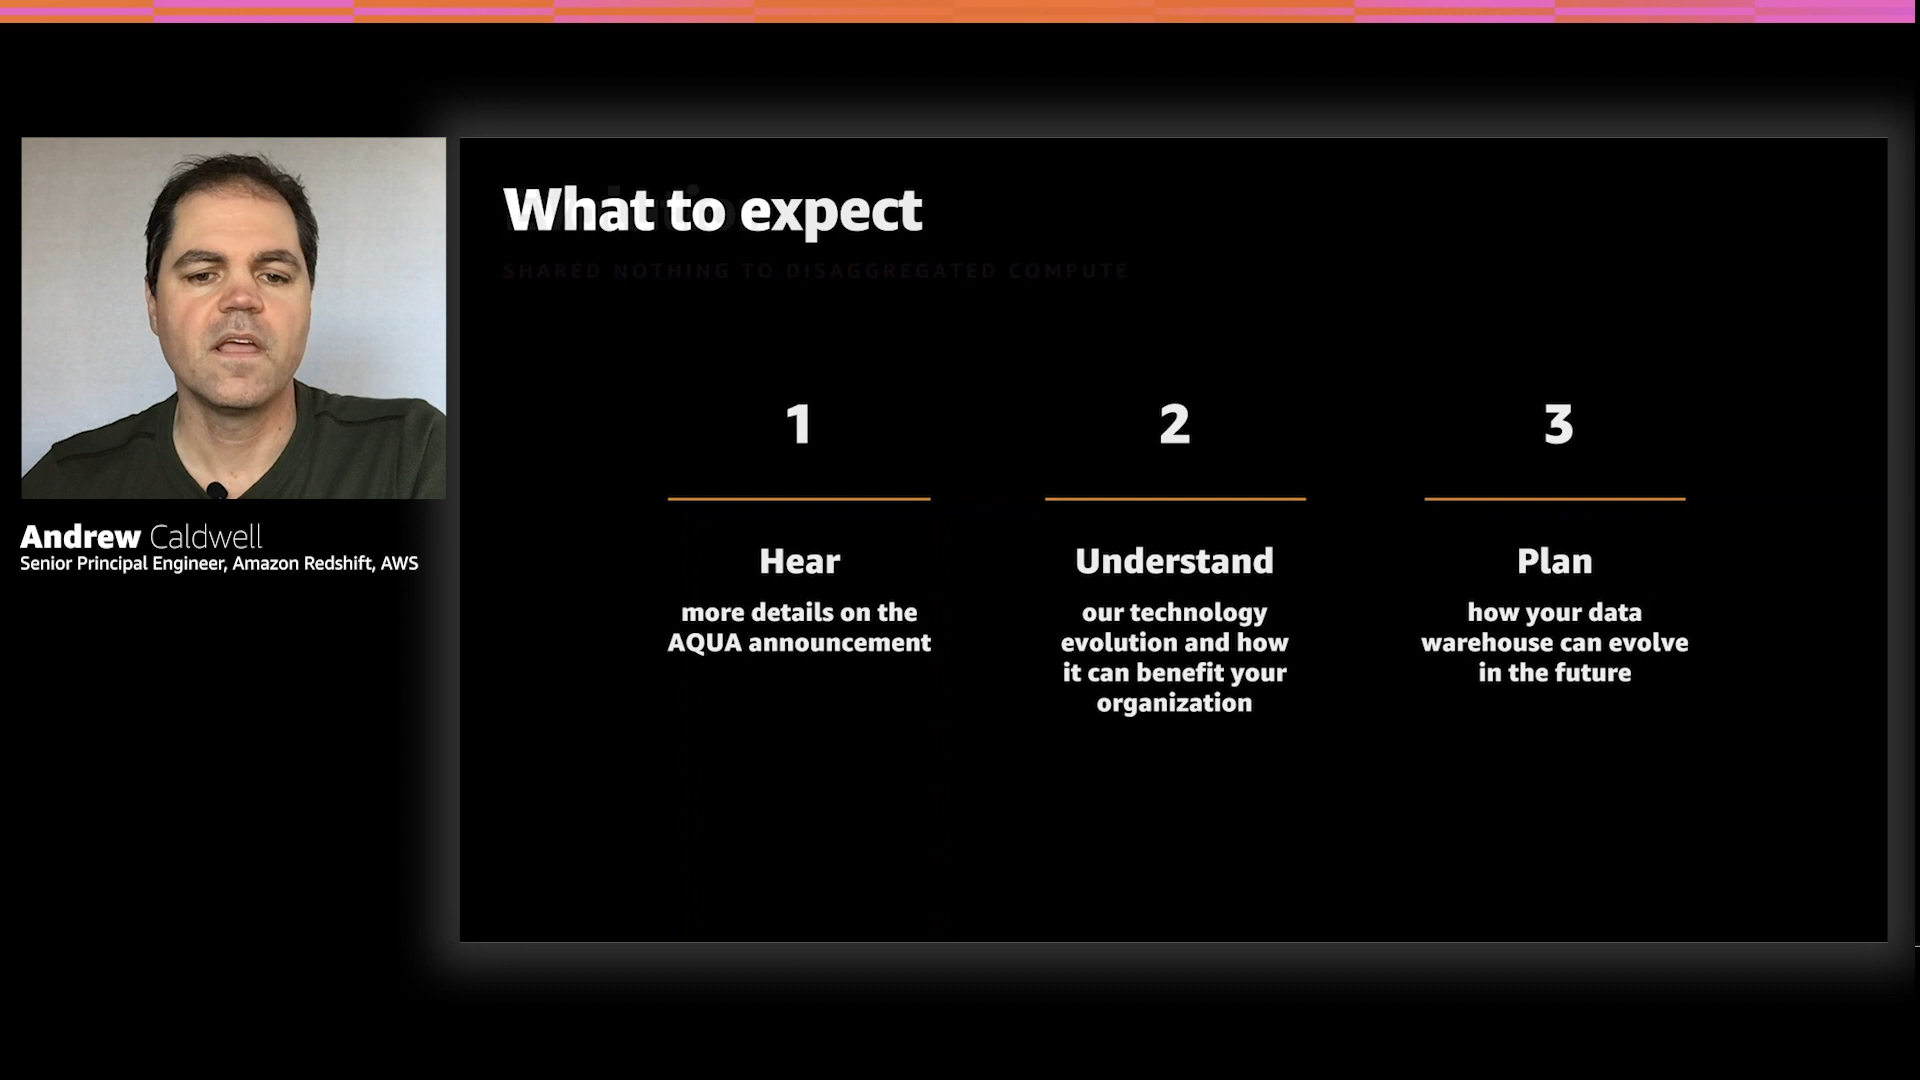 What to expect
SHARED NOTHING TO DISAGGREGATED COMPUTE
1
Hear
more details on the
AQUA announcement
2
Understand
our technology
evolution and how
it can benefit your
organization
3
Plan
how your data
warehouse can evolve
in the future
Andrew Caldwell
Senior Principal Engineer, Amazon Redshift, AWS